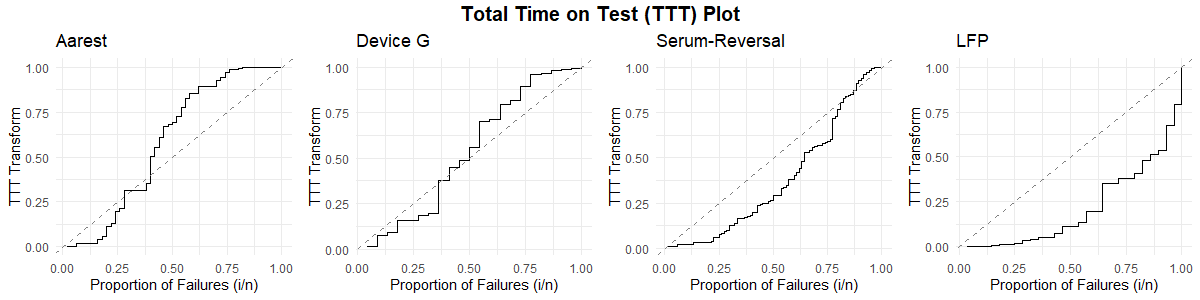 Total Time on Test (TTT) Plot
Aarest
TTT Transform
1.00
0.75
0.50
0.25
0.00
0.00 0.25 0.50 0.75 1.00
Proportion of Failures (i/n)
Device G
TTT Transform
1.00
0.75
0.50
0.25
0.00
0.00 0.25 0.50 0.75 1.00
Proportion of Failures (i/n)
Serum-Reversal
TTT Transform
1.00
0.75
0.50
0.25
0.00
0.00 0.25 0.50 0.75 1.00
Proportion of Failures (i/n)
LFP
TTT Transform
1.00
0.75
0.50
0.25
0.00
0.00 0.25 0.50 0.75 1.00
Proportion of Failures (i/n)